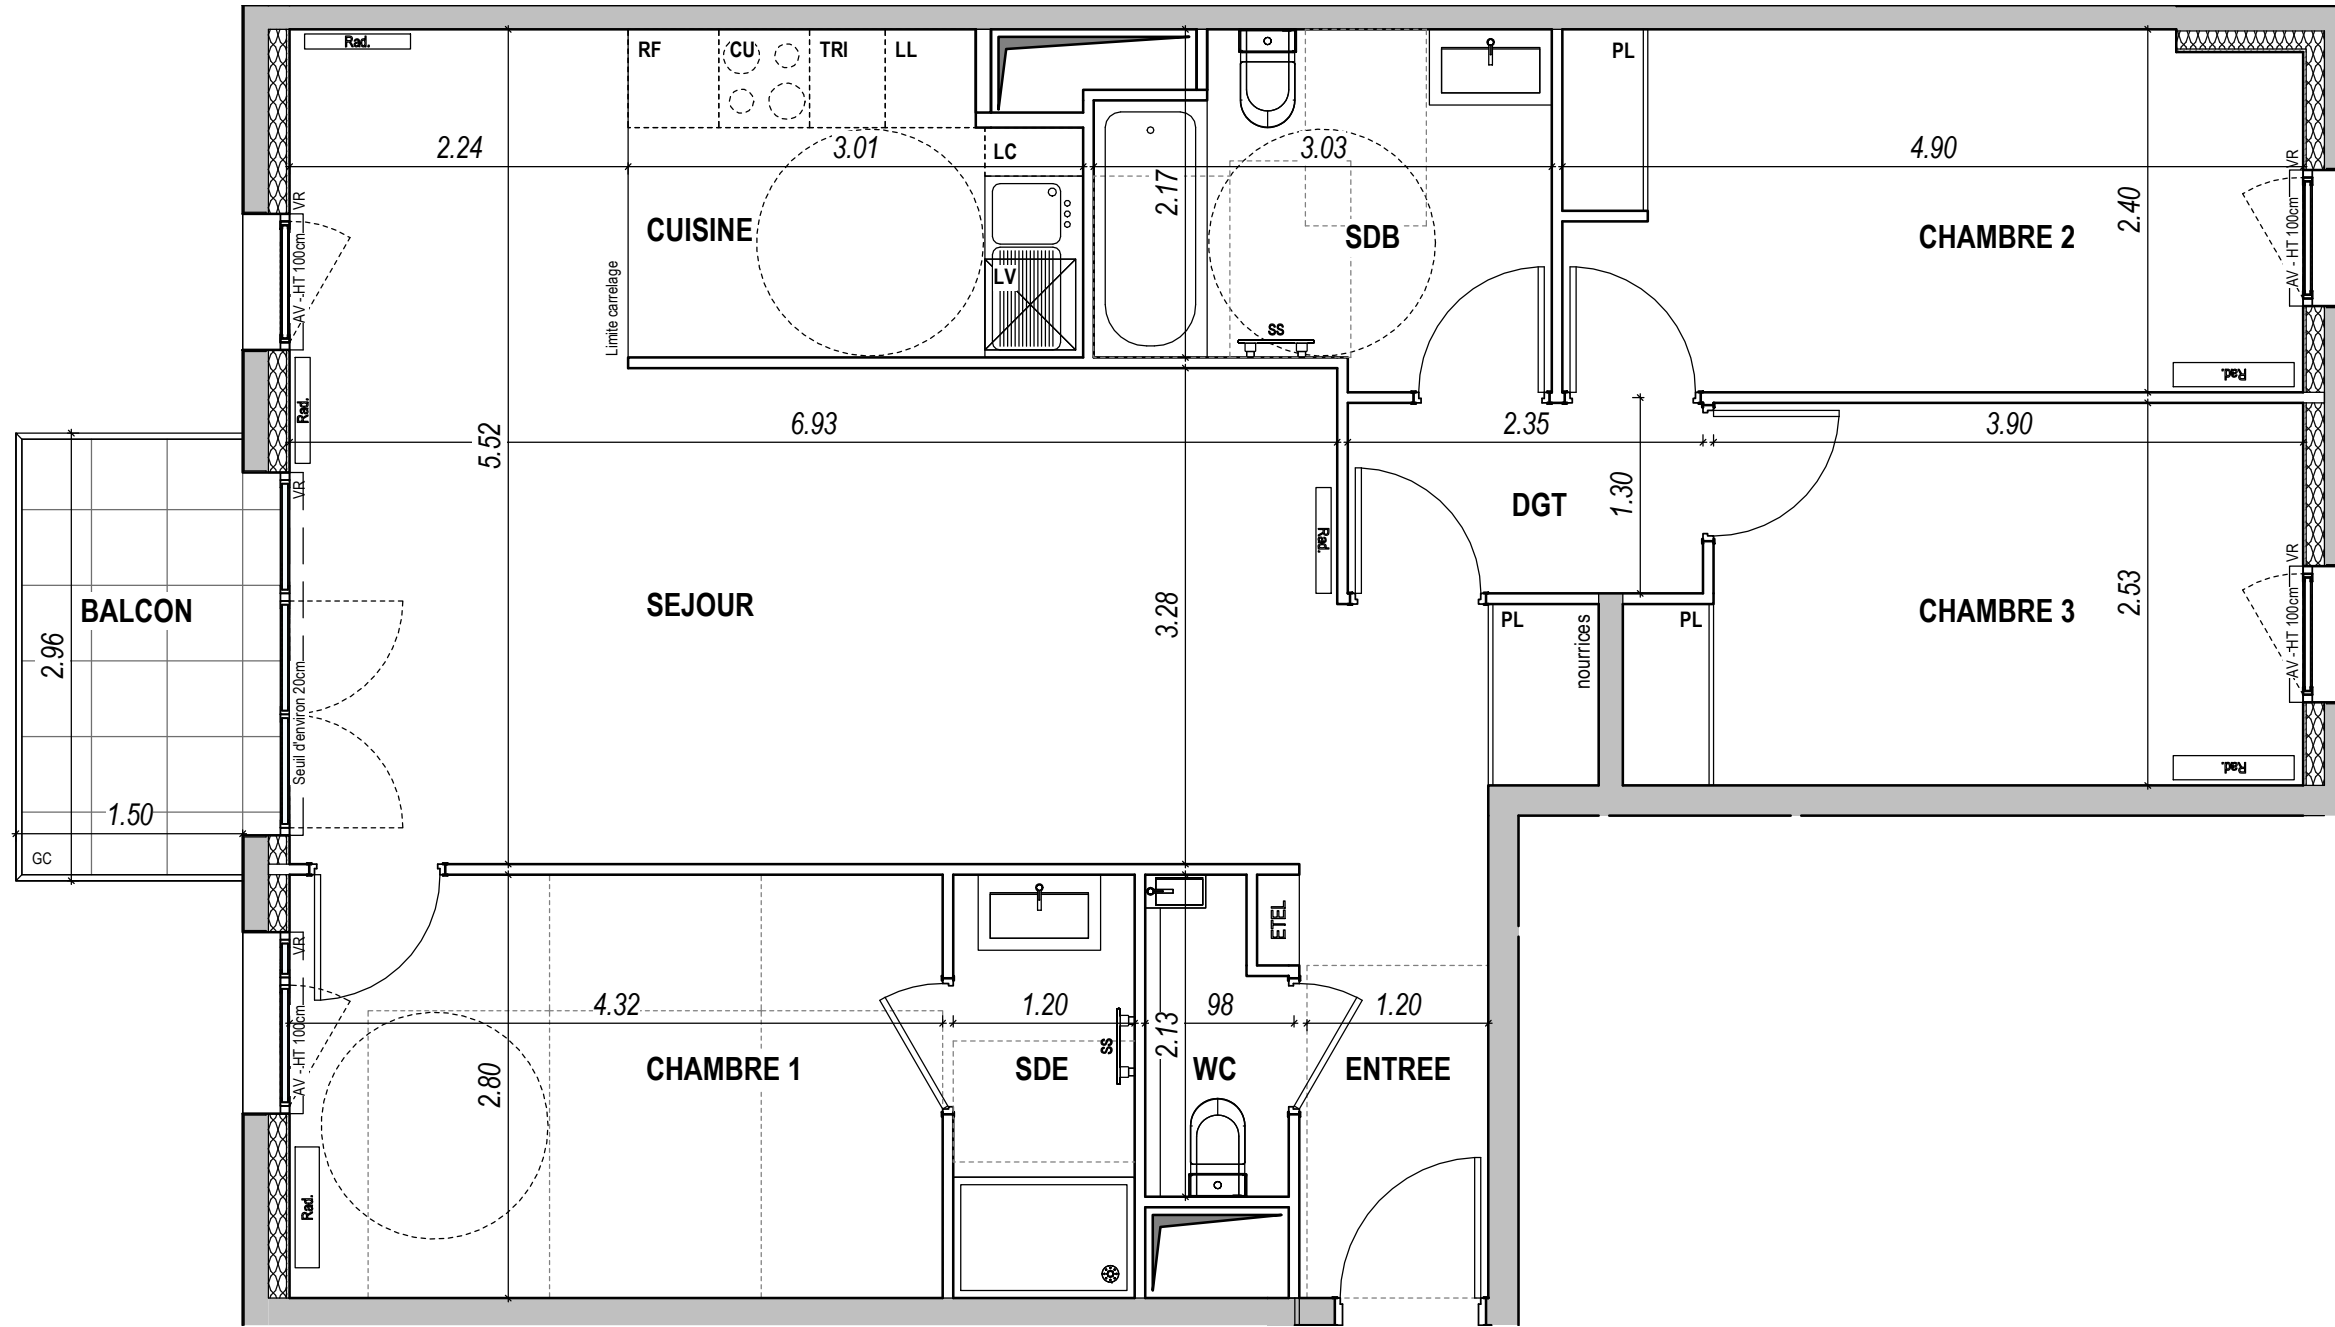 Rad.
RF
CU
TRI
LL
PL
2.24
3.01
LC
3.03
4.90
VR
VR
2.17
2.40
CUISINE
SDB
CHAMBRE 2
AV - HT 100cm
AV - HT 100cm
Limite carrelage
LV
SS
Rad.
Rad.
6.93
2.35
3.90
5.52
VR
1.30
DGT
Rad.
VR
BALCON
SEJOUR
3.28
PL
PL
CHAMBRE 3
2.53
AV - HT 100cm
2.96
nourrices
Seuil d'environ 20cm
Rad.
1.50
GC
ETEL
VR
4.32
1.20
98
1.20
AV - HT 100cm
2.13
SS
CHAMBRE 1
SDE
WC
ENTREE
2.80
Rad.